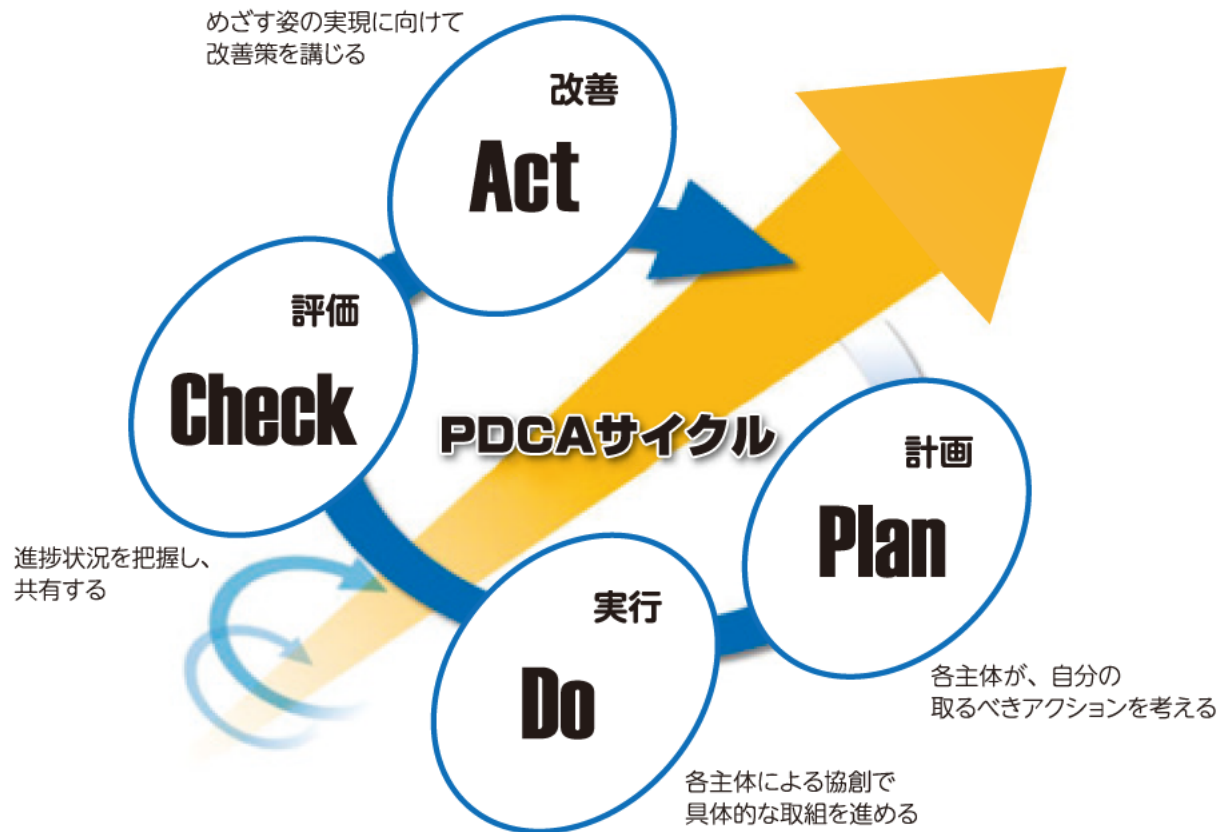 めざす姿の実現に向けて
改善策を講じる
改善
Act
評価
Check
PDCAサイクル
計画
Plan
進捗状況を把握し、
共有する
実行
Do
各主体が、自分の
取るべきアクションを考える
各主体による協創で
具体的な取組を進める